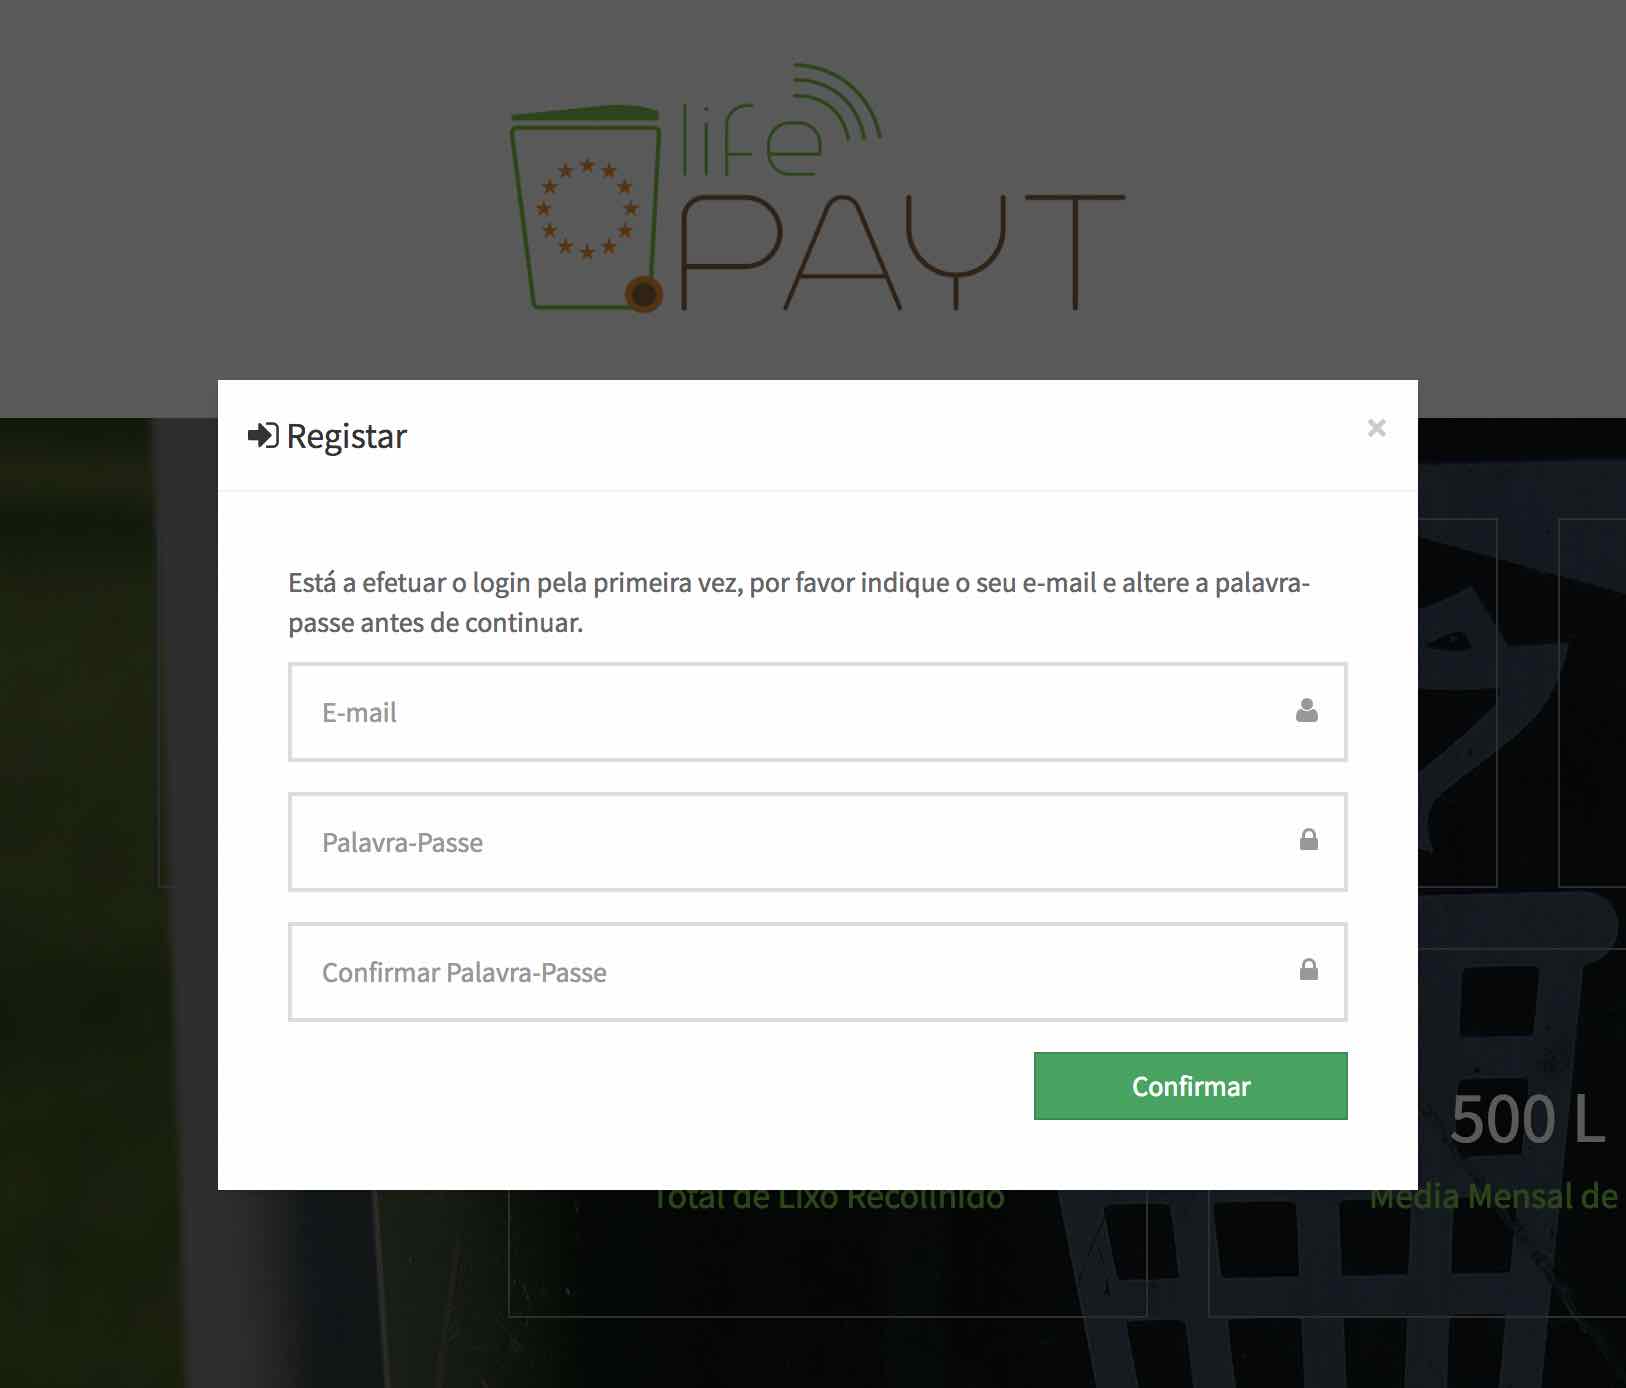 life
PAYT
Registar
×
Está a efetuar o login pela primeira vez, por favor indique o seu e-mail e altere a palavra-
passe antes de continuar.
E-mail
Palavra-Passe
Confirmar Palavra-Passe
Confirmar
500 L
Total de Lixo Recolhido
Média Mensal de